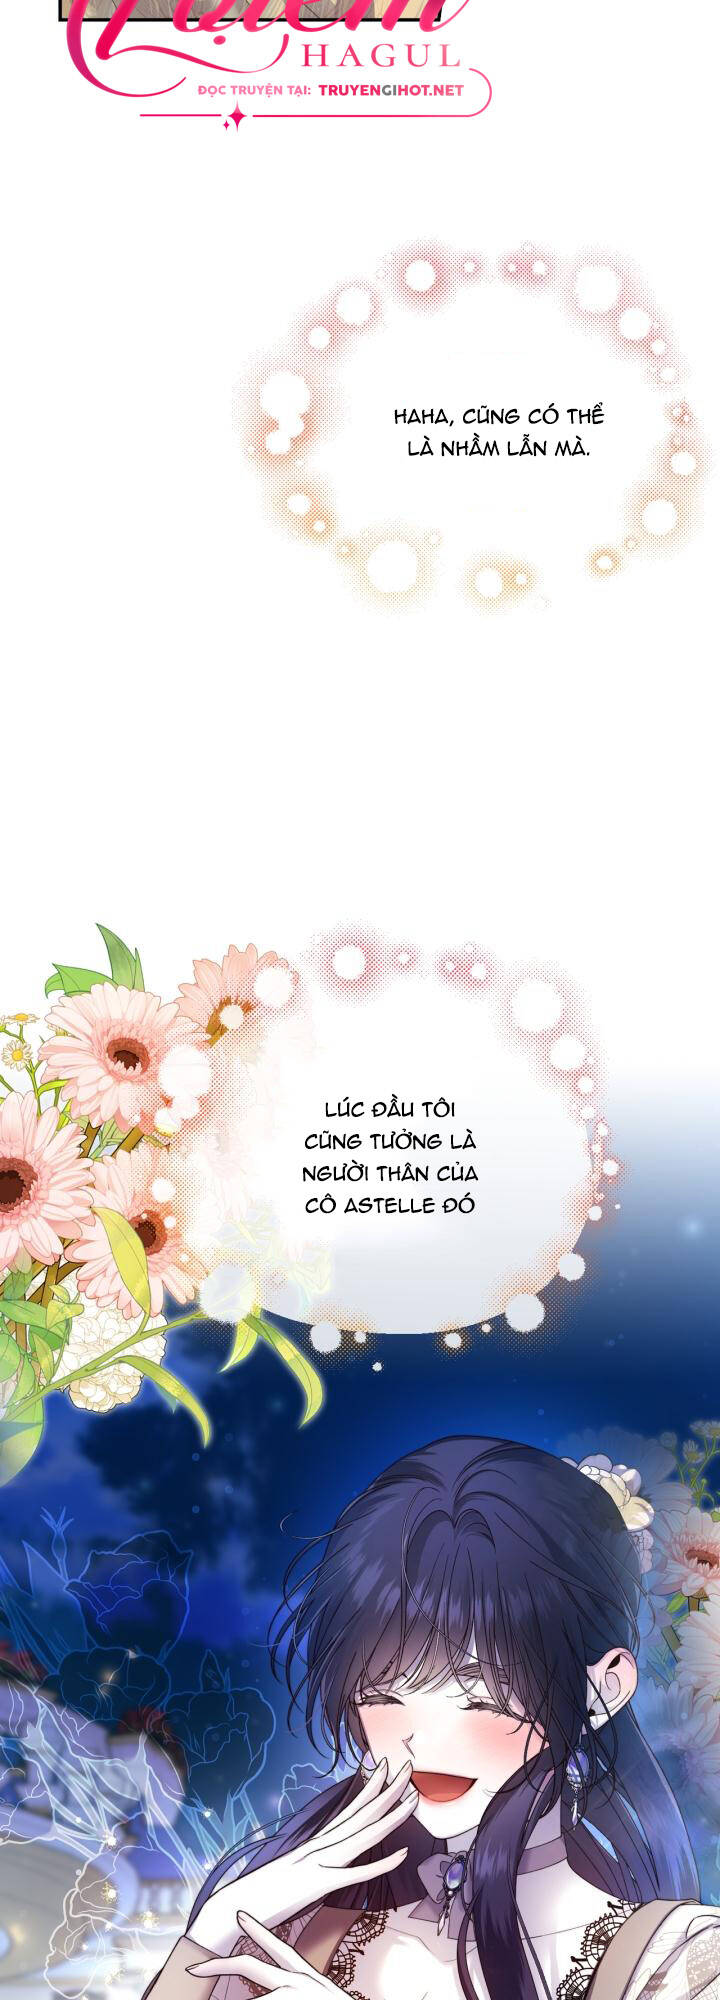 HAGUL
ĐỌC TRUYỆN TẠI: TRUYENGIHOT.NET
HAHA, CŨNG CÓ THỂ
LÀ NHẦM LẪN MÀ.
LÚC ĐẦU TÔI
CŨNG TƯỞNG LÀ
NGƯỜI THÂN CỦA
CÔ ASTELLE ĐÓ